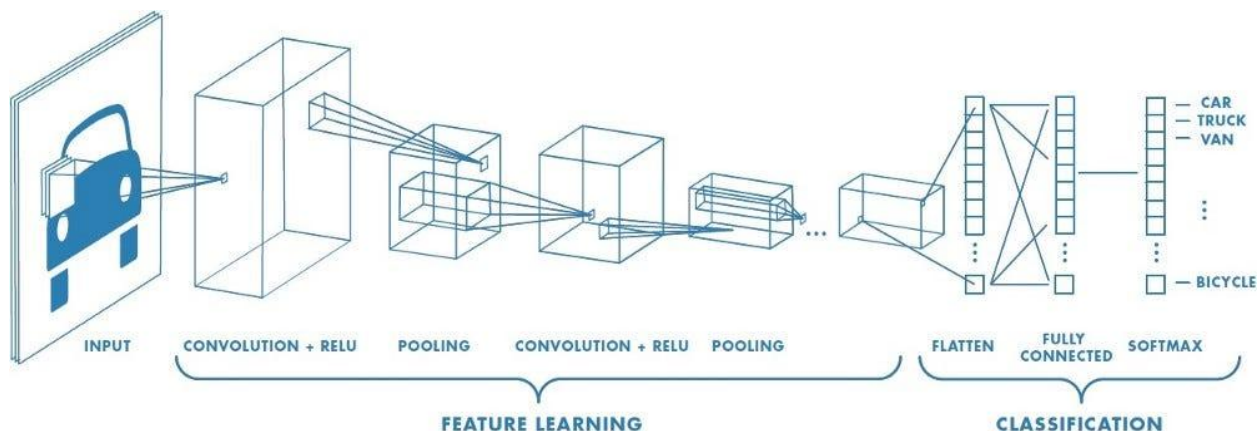 CAR
TRUCK
VAN
BICYCLE
INPUT
CONVOLUTION + RELU
POOLING
CONVOLUTION + RELU
POOLING
FLATTEN
FULLY
CONNECTED
SOFTMAX
FEATURE LEARNING
CLASSIFICATION